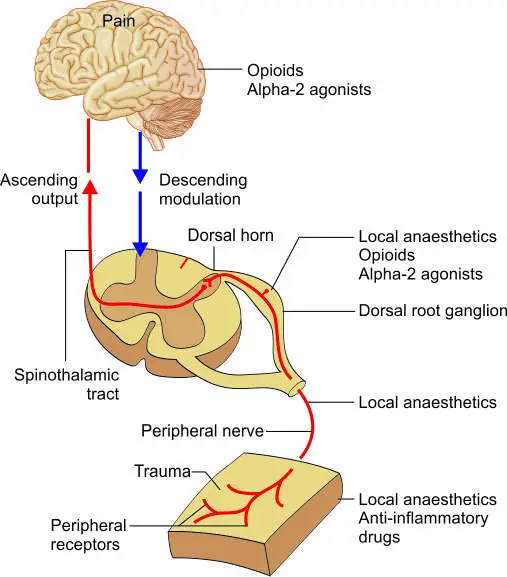 Pain
Opioids
Alpha-2 agonists
Ascending
output
Descending
modulation
Dorsal horn
Local anaesthetics
Opioids
Alpha-2 agonists
Dorsal root ganglion
Spinothalamic
tract
Local anaesthetics
Peripheral nerve
Trauma
Peripheral
receptors
Local anaesthetics
Anti-inflammatory
drugs